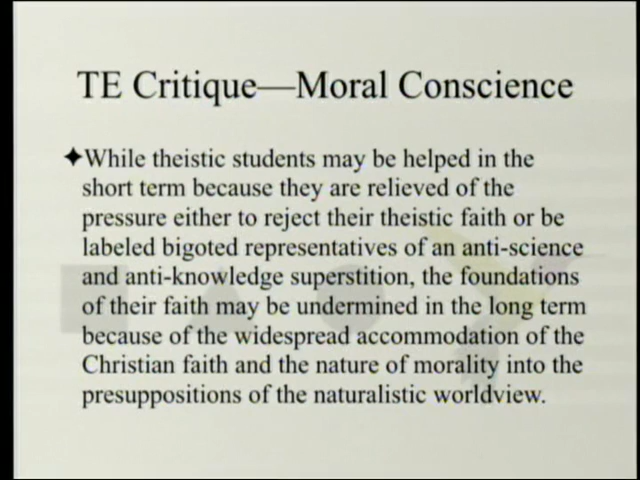 TE Critique—Moral Conscience
✦While theistic students may be helped in the
short term because they are relieved of the
pressure either to reject their theistic faith or be
labeled bigoted representatives of an anti-science
and anti-knowledge superstition, the foundations
of their faith may be undermined in the long term
because of the widespread accommodation of the
Christian faith and the nature of morality into the
presuppositions of the naturalistic worldview.